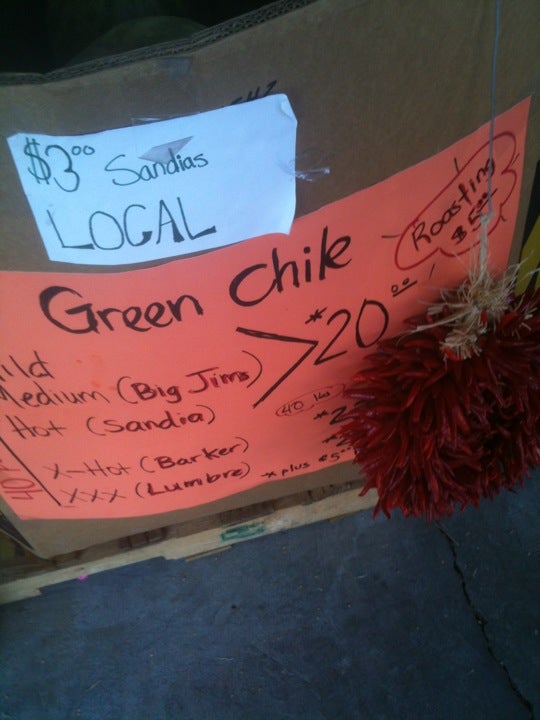 $3.00 Sandias
LOCAL
Green Chile
Roasting
$5.00
Medium (Big Jims) > *20.00
Hot (Sandia)
40 lbs
X-Hot (Barker)
XXX (Lumbre) *plus $5.00